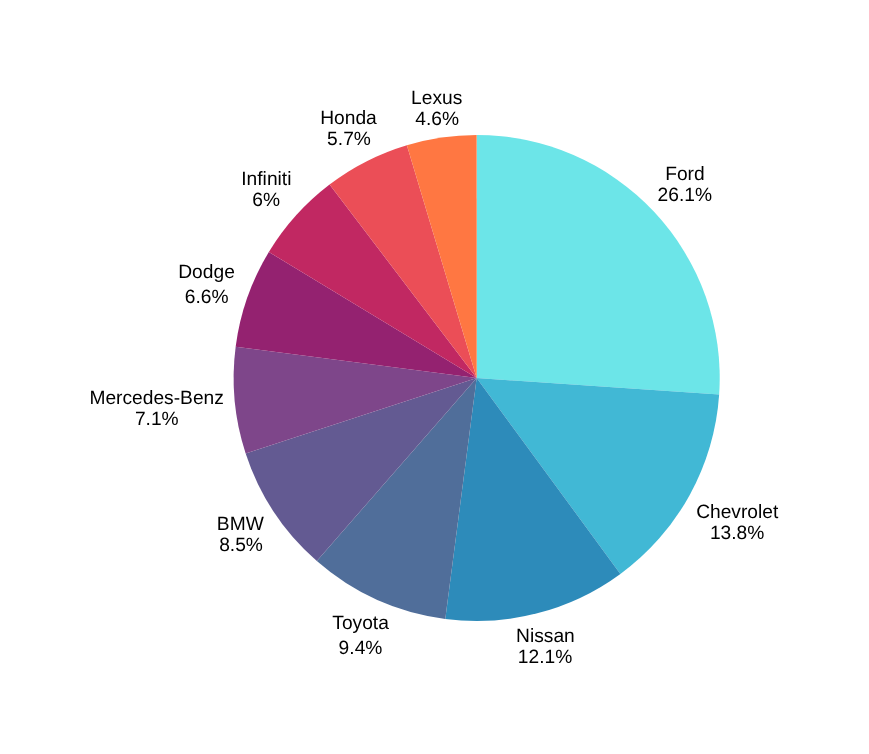 Lexus
4.6%
Honda
5.7%
Ford
26.1%
Infiniti
6%
Dodge
6.6%
Mercedes-Benz
7.1%
Chevrolet
13.8%
BMW
8.5%
Toyota
9.4%
Nissan
12.1%